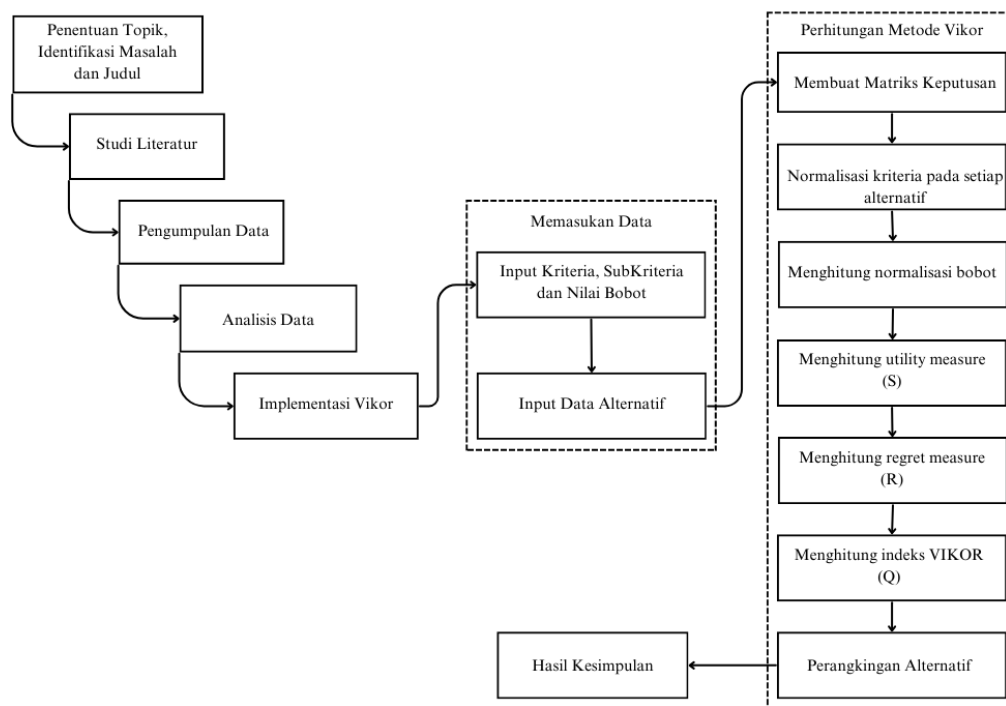 Penentuan Topik,
Identifikasi Masalah
dan Judul
Studi Literatur
Pengumpulan Data
Analisis Data
Implementasi Vikor
Memasukan Data
Input Kriteria, SubKriteria
dan Nilai Bobot
Input Data Alternatif
Perhitungan Metode Vikor
Membuat Matriks Keputusan
Normalisasi kriteria pada setiap
alternatif
Menghitung normalisasi bobot
Menghitung utility measure
(S)
Menghitung regret measure
(R)
Menghitung indeks VIKOR
(Q)
Perangkingan Alternatif
Hasil Kesimpulan